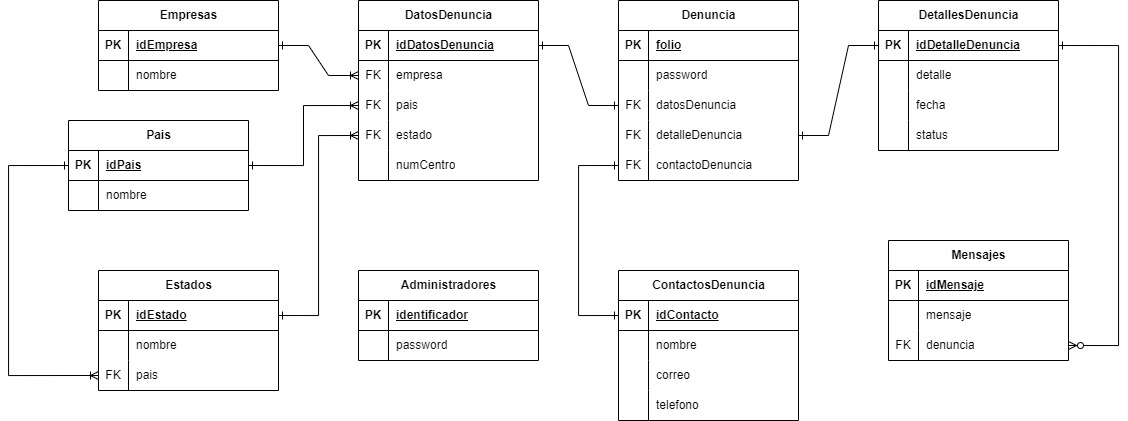 Empresas
PK idEmpresa
nombre
DatosDenuncia
PK idDatosDenuncia
FK empresa
FK pais
FK estado
numCentro
Denuncia
PK folio
password
FK datosDenuncia
FK detalleDenuncia
FK contactoDenuncia
DetallesDenuncia
PK idDetalleDenuncia
detalle
fecha
status
Pais
PK idPais
nombre
Estados
PK idEstado
nombre
FK pais
Administradores
PK identificador
password
ContactosDenuncia
PK idContacto
nombre
correo
telefono
Mensajes
PK idMensaje
mensaje
FK denuncia